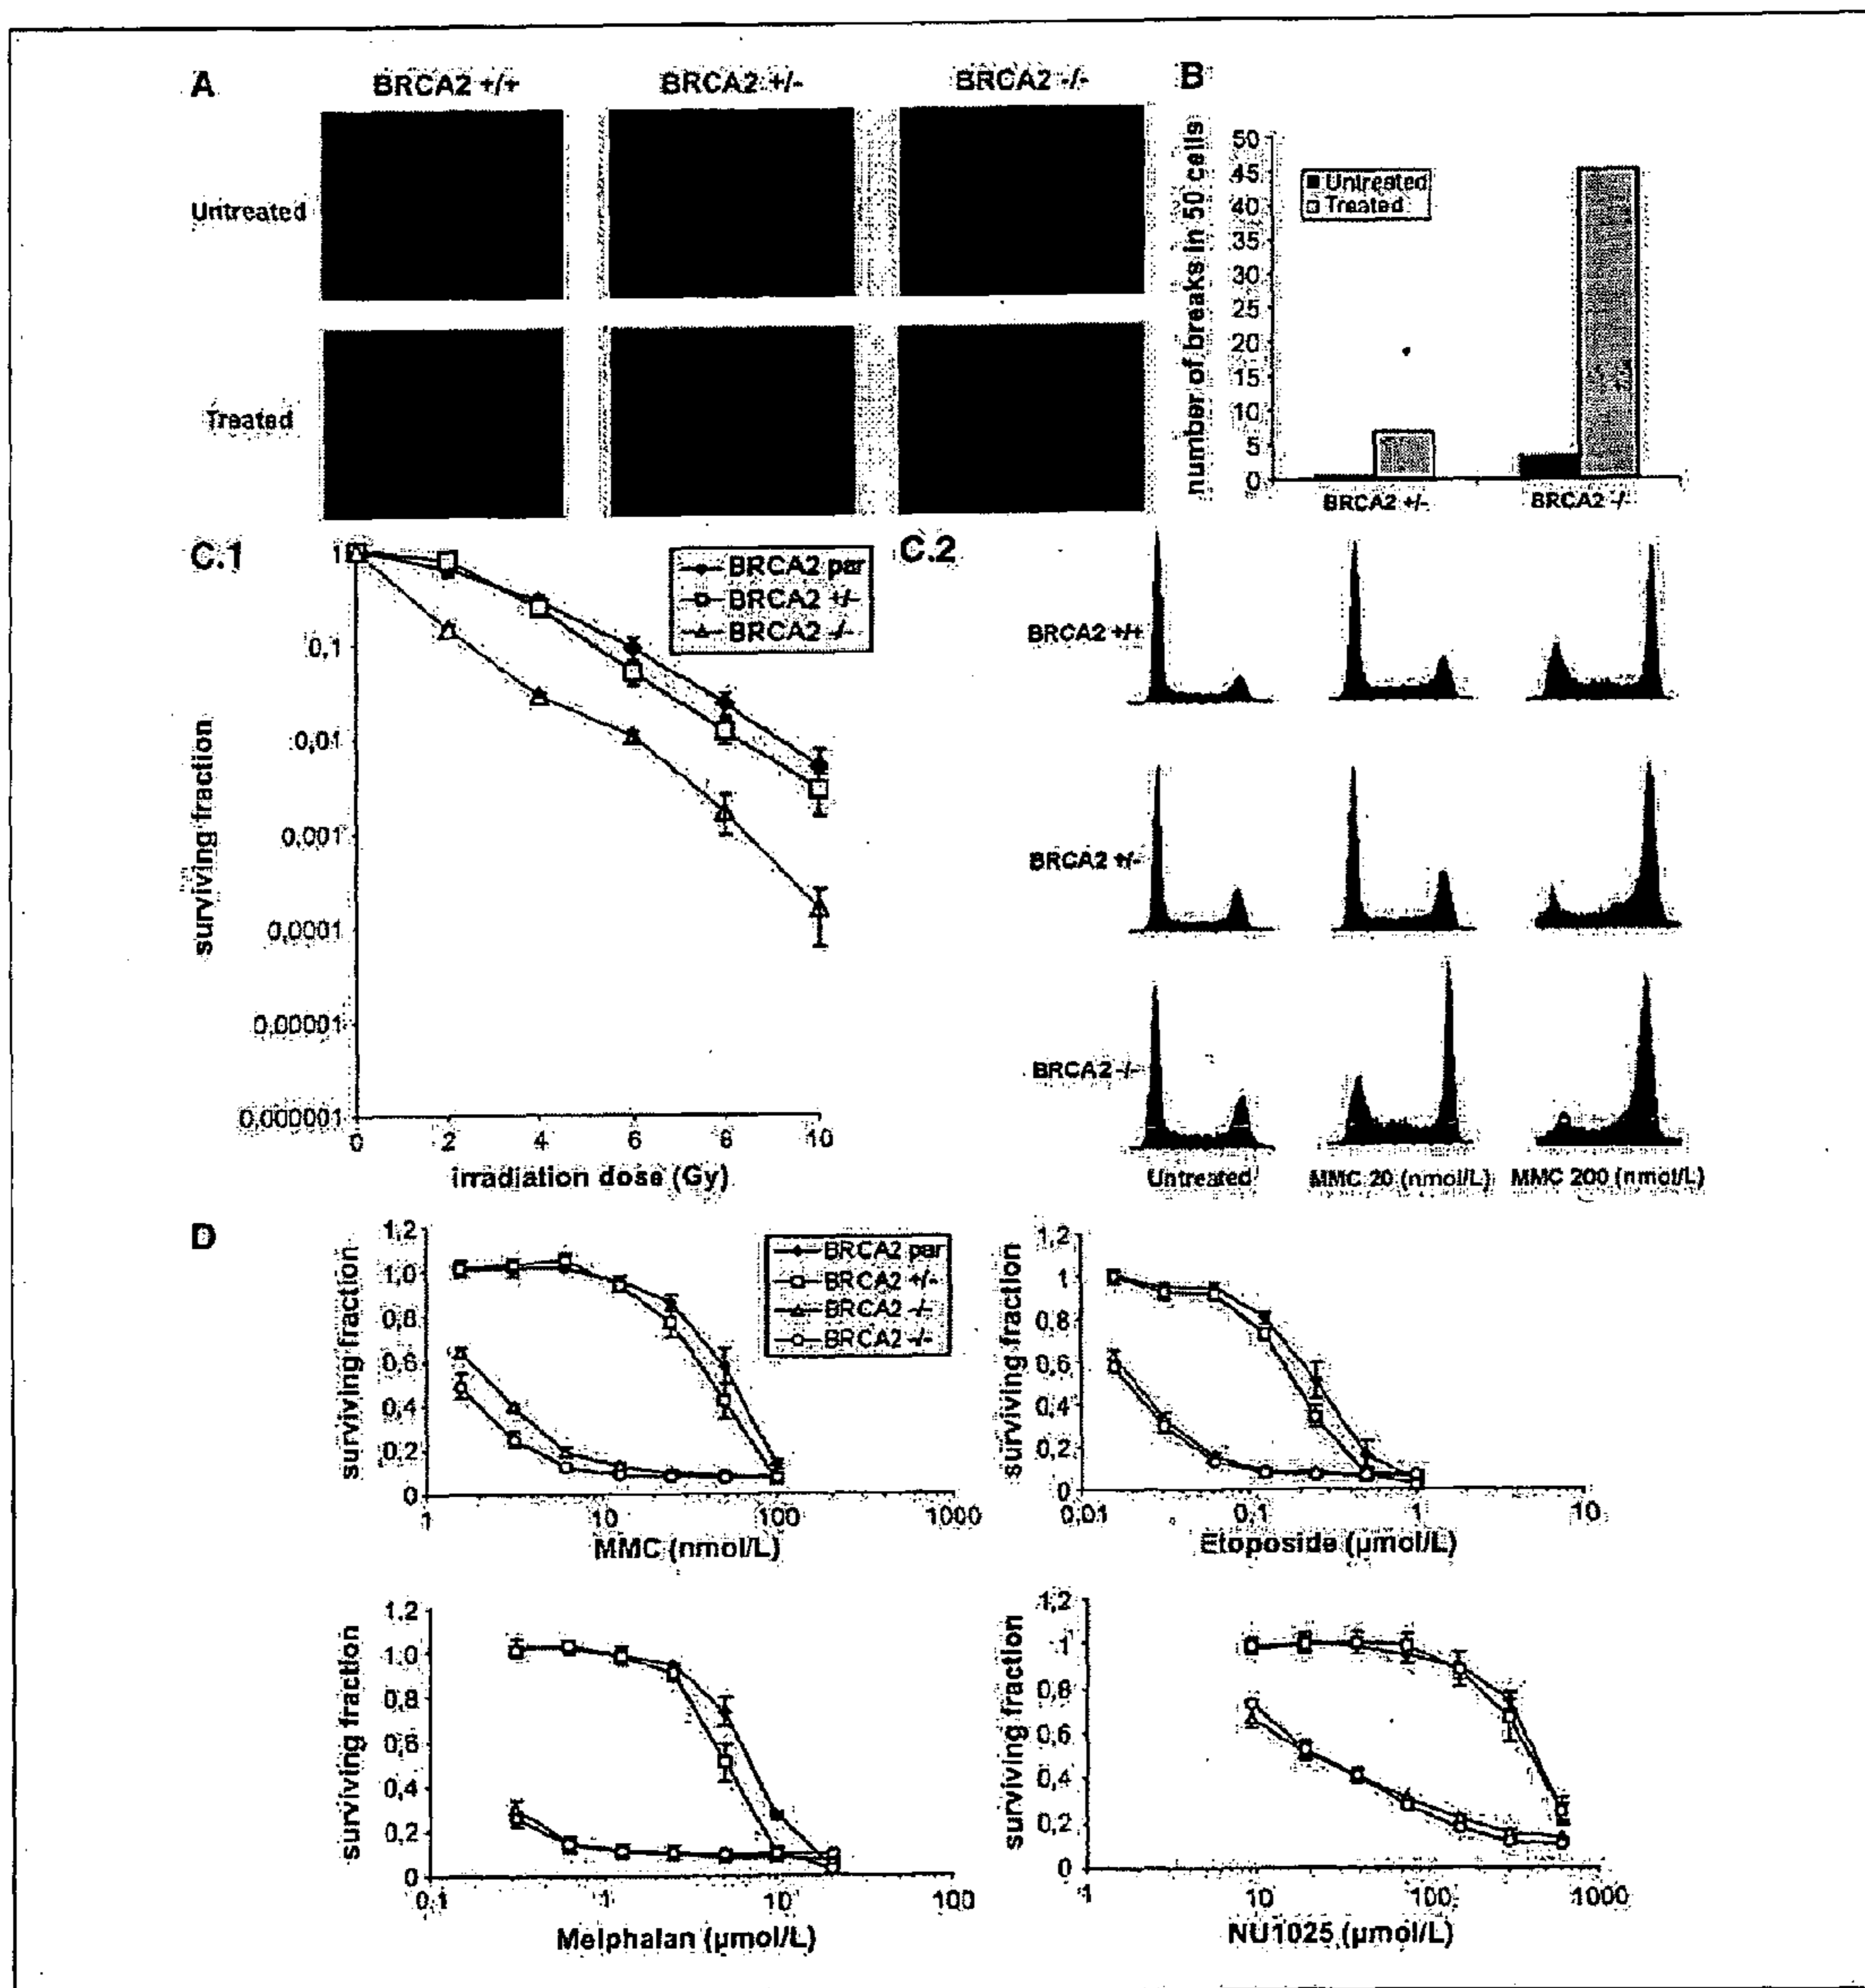 A
BRCA2 +/+
BRCA2 +/-
BRCA2 -/-
Untreated
Treated
B
number of breaks in 50 cells
50
45
40
35
30
25
20
15
10
5
0
Untreated
Treated
BRCA2 +/-
BRCA2 -/-
C.1
surviving fraction
1
0,1
0,01
0,001
0,0001
0,00001
0,000001
0
2
4
6
8
10
irradiation dose (Gy)
BRCA2 par
BRCA2 +/-
BRCA2 -/-
C.2
BRCA2 +/+
BRCA2 +/-
BRCA2 -/-
Untreated
MMC 20 (nmol/L)
MMC 200 (nmol/L)
D
surviving fraction
1,2
1,0
0,8
0,6
0,4
0,2
0
1
10
100
1000
MMC (nmol/L)
BRCA2 par
BRCA2 +/-
BRCA2 -/-
BRCA2 -/-
surviving fraction
1,2
1
0,8
0,6
0,4
0,2
0
0,01
0,1
1
10
Etoposide (µmol/L)
surviving fraction
1.2
1.0
0,8
0,6
0,4
0,2
0
0,1
1
10
100
Melphalan (µmol/L)
surviving fraction
1,2
1
0,8
0,6
0,4
0,2
0
1
10
100
1000
NU1025 (µmol/L)